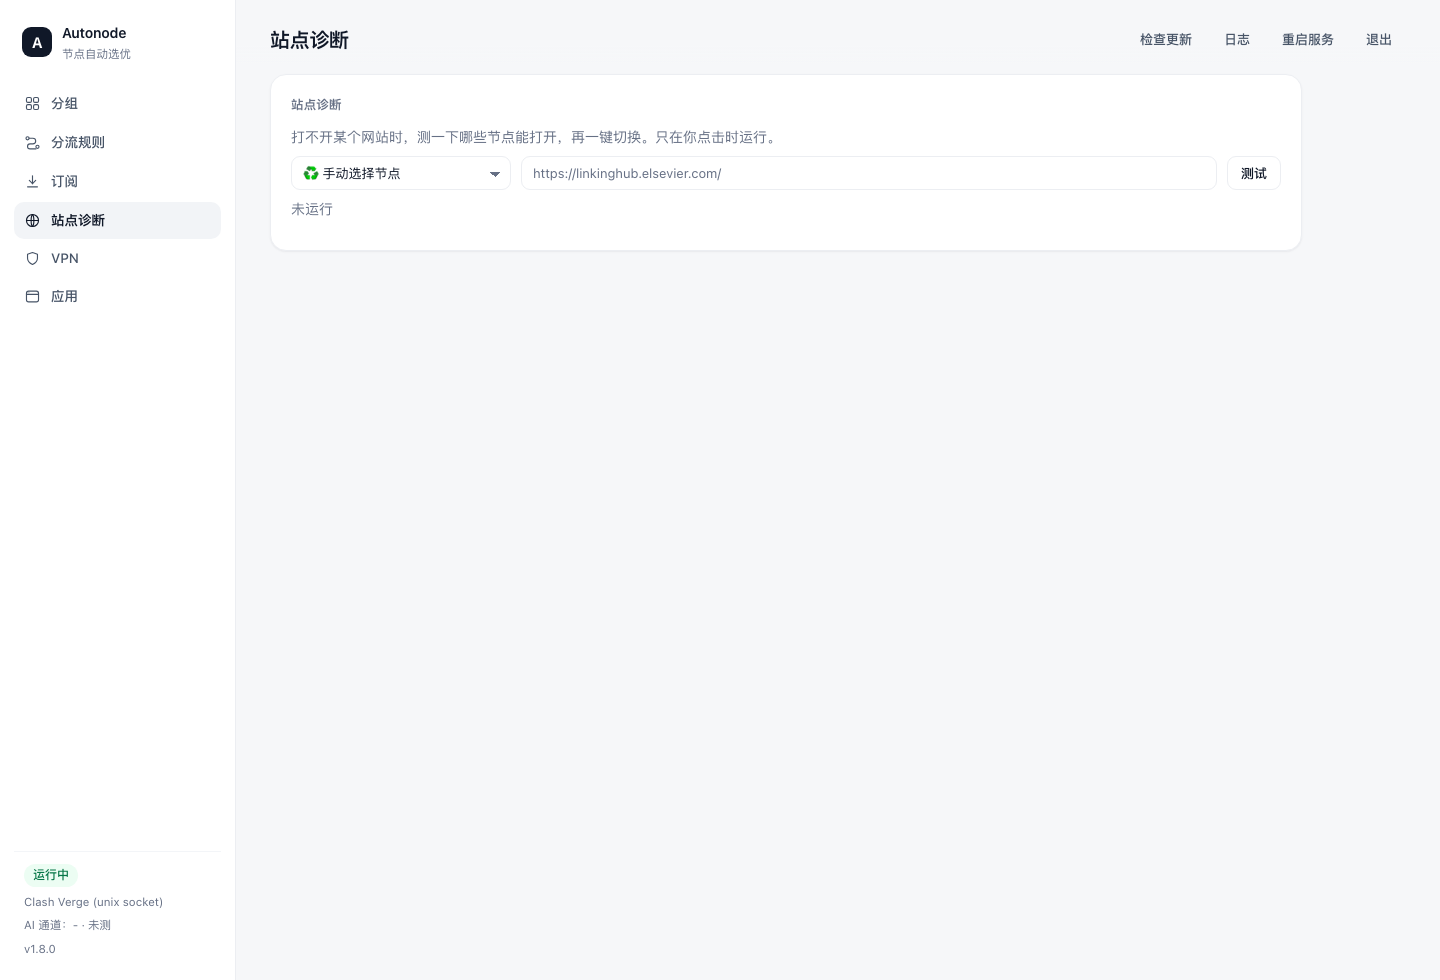 A
Autonode
节点自动选优
分组
分流规则
订阅
站点诊断
VPN
应用
运行中
Clash Verge (unix socket)
AI 通道：- · 未测
v1.8.0
站点诊断
检查更新
日志
重启服务
退出
站点诊断
打不开某个网站时，测一下哪些节点能打开，再一键切换。只在你点击时运行。
♻️ 手动选择节点
https://linkinghub.elsevier.com/
测试
未运行